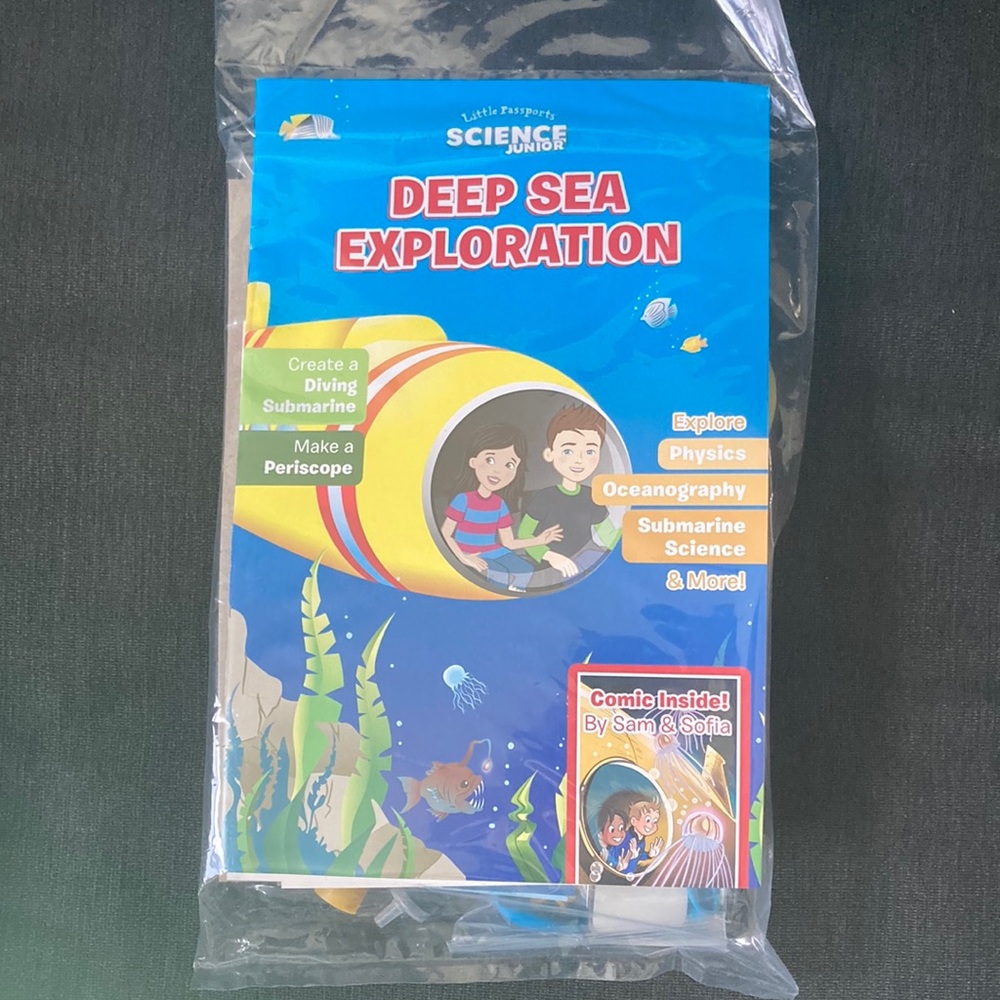 Little Passports
SCIENCE
JUNIOR
DEEP SEA
EXPLORATION
Create a
Diving
Submarine
Make a
Periscope
Explore
Physics
Oceanography
Submarine
Science
& More!
Comic Inside!
By Sam & Sofia